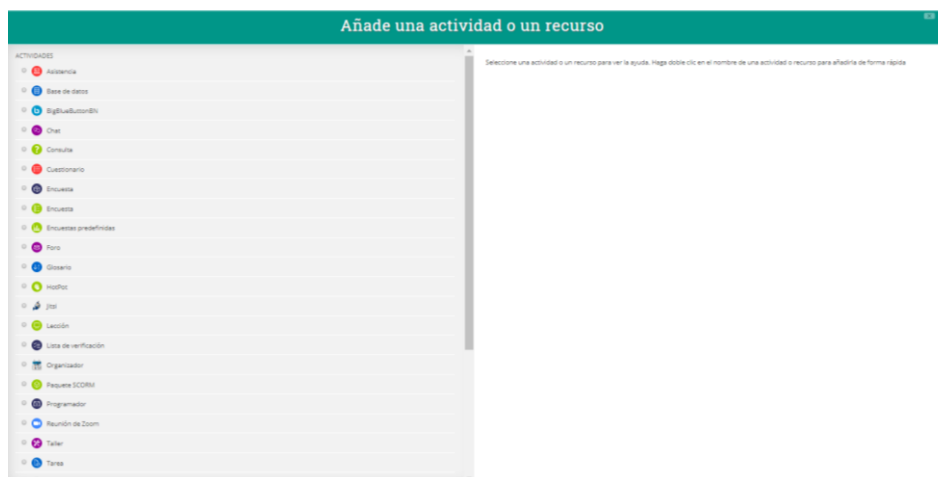 Añade una actividad o un recurso
ACTIVIDADES
Asistencia
Base de datos
BigBlueButtonBN
Chat
Consulta
Cuestionario
Encuesta
Encuesta
Encuestas predefinidas
Foro
Glosario
HotPot
Jitsi
Lección
Lista de verificación
Organizador
Paquete SCORM
Programador
Reunión de Zoom
Taller
Tarea
Seleccione una actividad o un recurso para ver la ayuda. Haga doble clic en el nombre de una actividad o recurso para añadirla de forma rápida